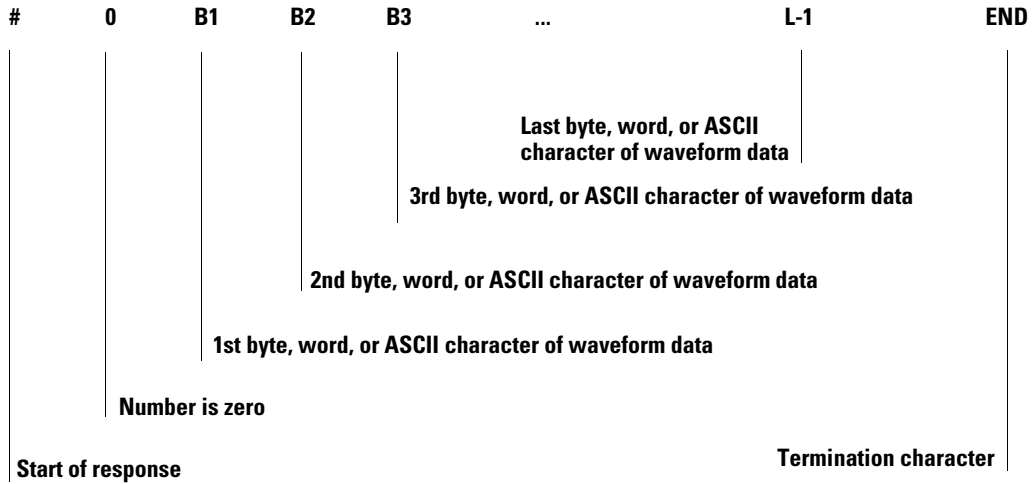 # 0 B1 B2 B3 ... L-1 END
Last byte, word, or ASCII
character of waveform data
3rd byte, word, or ASCII character of waveform data
2nd byte, word, or ASCII character of waveform data
1st byte, word, or ASCII character of waveform data
Number is zero
Start of response
Termination character